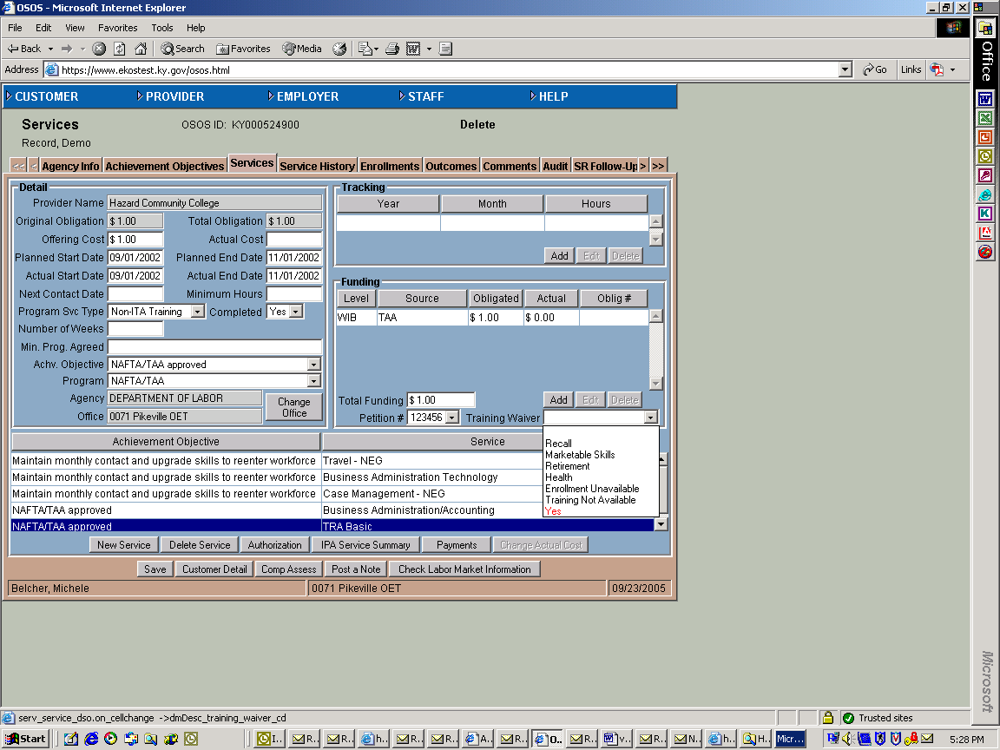 OSOS - Microsoft Internet Explorer
File Edit View Favorites Tools Help
Back Search Favorites Media
Address https://www.ekostest.ky.gov/osos.html Go Links
CUSTOMER PROVIDER EMPLOYER STAFF HELP
Services OSOS ID: KY000524900 Delete
Record, Demo
<< < Agency Info Achievement Objectives Services Service History Enrollments Outcomes Comments Audit SR Follow-Up > >>
Detail
Provider Name Hazard Community College
Original Obligation $ 1.00 Total Obligation $ 1.00
Offering Cost $ 1.00 Actual Cost
Planned Start Date 09/01/2002 Planned End Date 11/01/2002
Actual Start Date 09/01/2002 Actual End Date 11/01/2002
Next Contact Date Minimum Hours
Program Svc Type Non-ITA Training Completed Yes
Number of Weeks
Min. Prog. Agreed
Achv. Objective NAFTA/TAA approved
Program NAFTA/TAA
Agency DEPARTMENT OF LABOR
Office 0071 Pikeville OET
Change Office
Tracking
Year Month Hours
Add Edit Delete
Funding
Level Source Obligated Actual Oblig #
WIB TAA $ 1.00 $ 0.00
Total Funding $ 1.00 Add Edit Delete
Petition # 123456 Training Waiver
Recall
Marketable Skills
Retirement
Health
Enrollment Unavailable
Training Not Available
Yes
Achievement Objective Service
Maintain monthly contact and upgrade skills to reenter workforce Travel - NEG
Maintain monthly contact and upgrade skills to reenter workforce Business Administration Technology
Maintain monthly contact and upgrade skills to reenter workforce Case Management - NEG
NAFTA/TAA approved Business Administration/Accounting
NAFTA/TAA approved TRA Basic
New Service Delete Service Authorization IPA Service Summary Payments Change Actual Cost
Save Customer Detail Comp Assess Post a Note Check Labor Market Information
Belcher, Michele 0071 Pikeville OET 09/23/2005
Office
Microsoft
serv_service_dso.on_cellchange ->dmDesc_training_waiver_cd Trusted sites
Start I... R... R... h... R... R... A... R... O... R... v... R... N... h... H... Micr... 5:28 PM